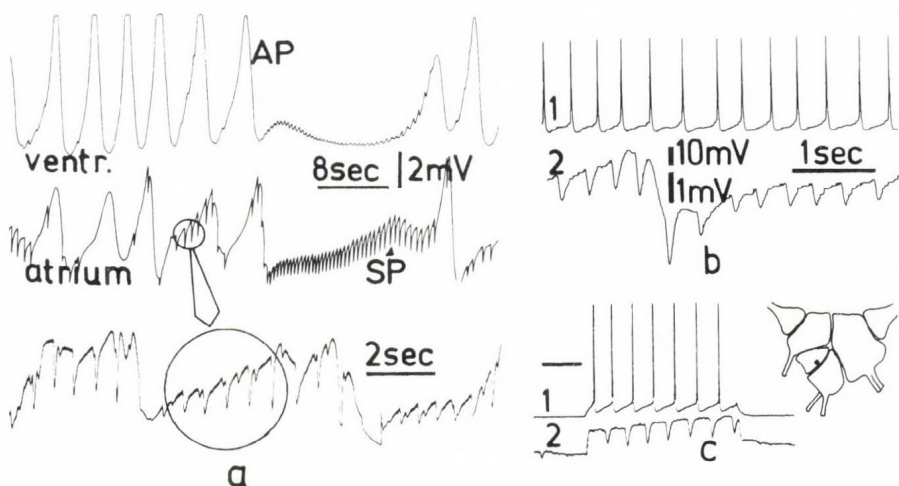 AP
ventr.
8sec 2mV
atrium
SP
2sec
a
1
2
10mV
1mV
1sec
b
1
2
c